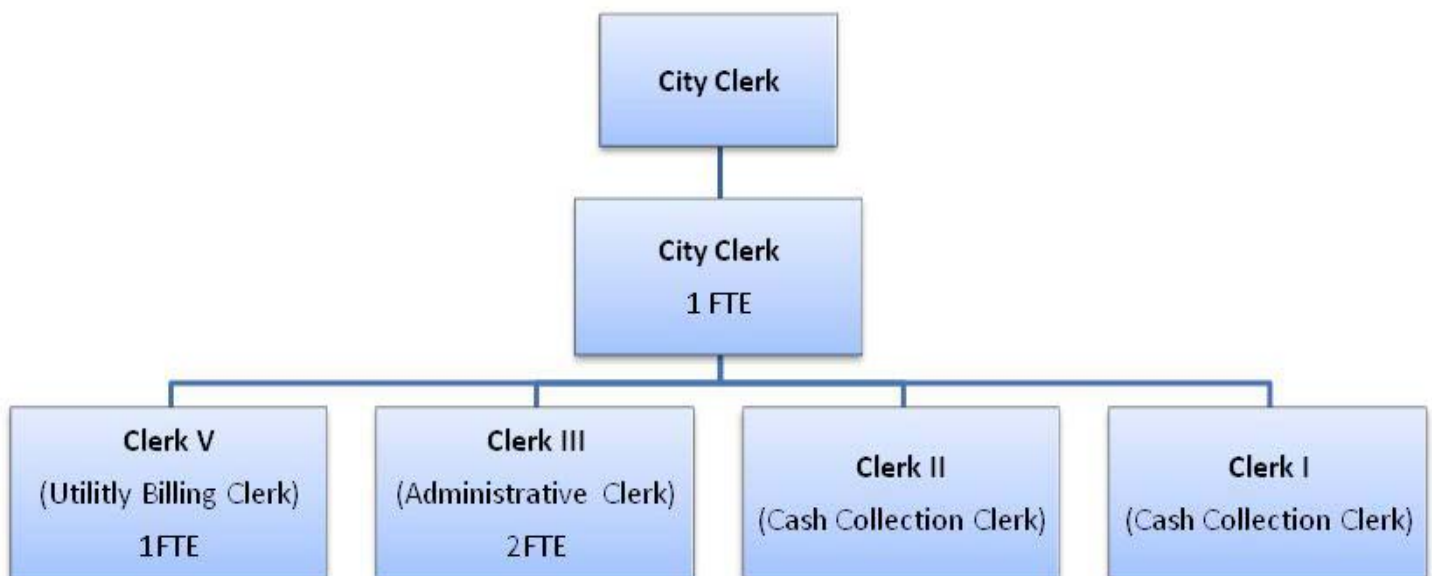 City Clerk
City Clerk
1 FTE
Clerk V
(Utilitly Billing Clerk)
1FTE
Clerk III
(Administrative Clerk)
2FTE
Clerk II
(Cash Collection Clerk)
Clerk I
(Cash Collection Clerk)